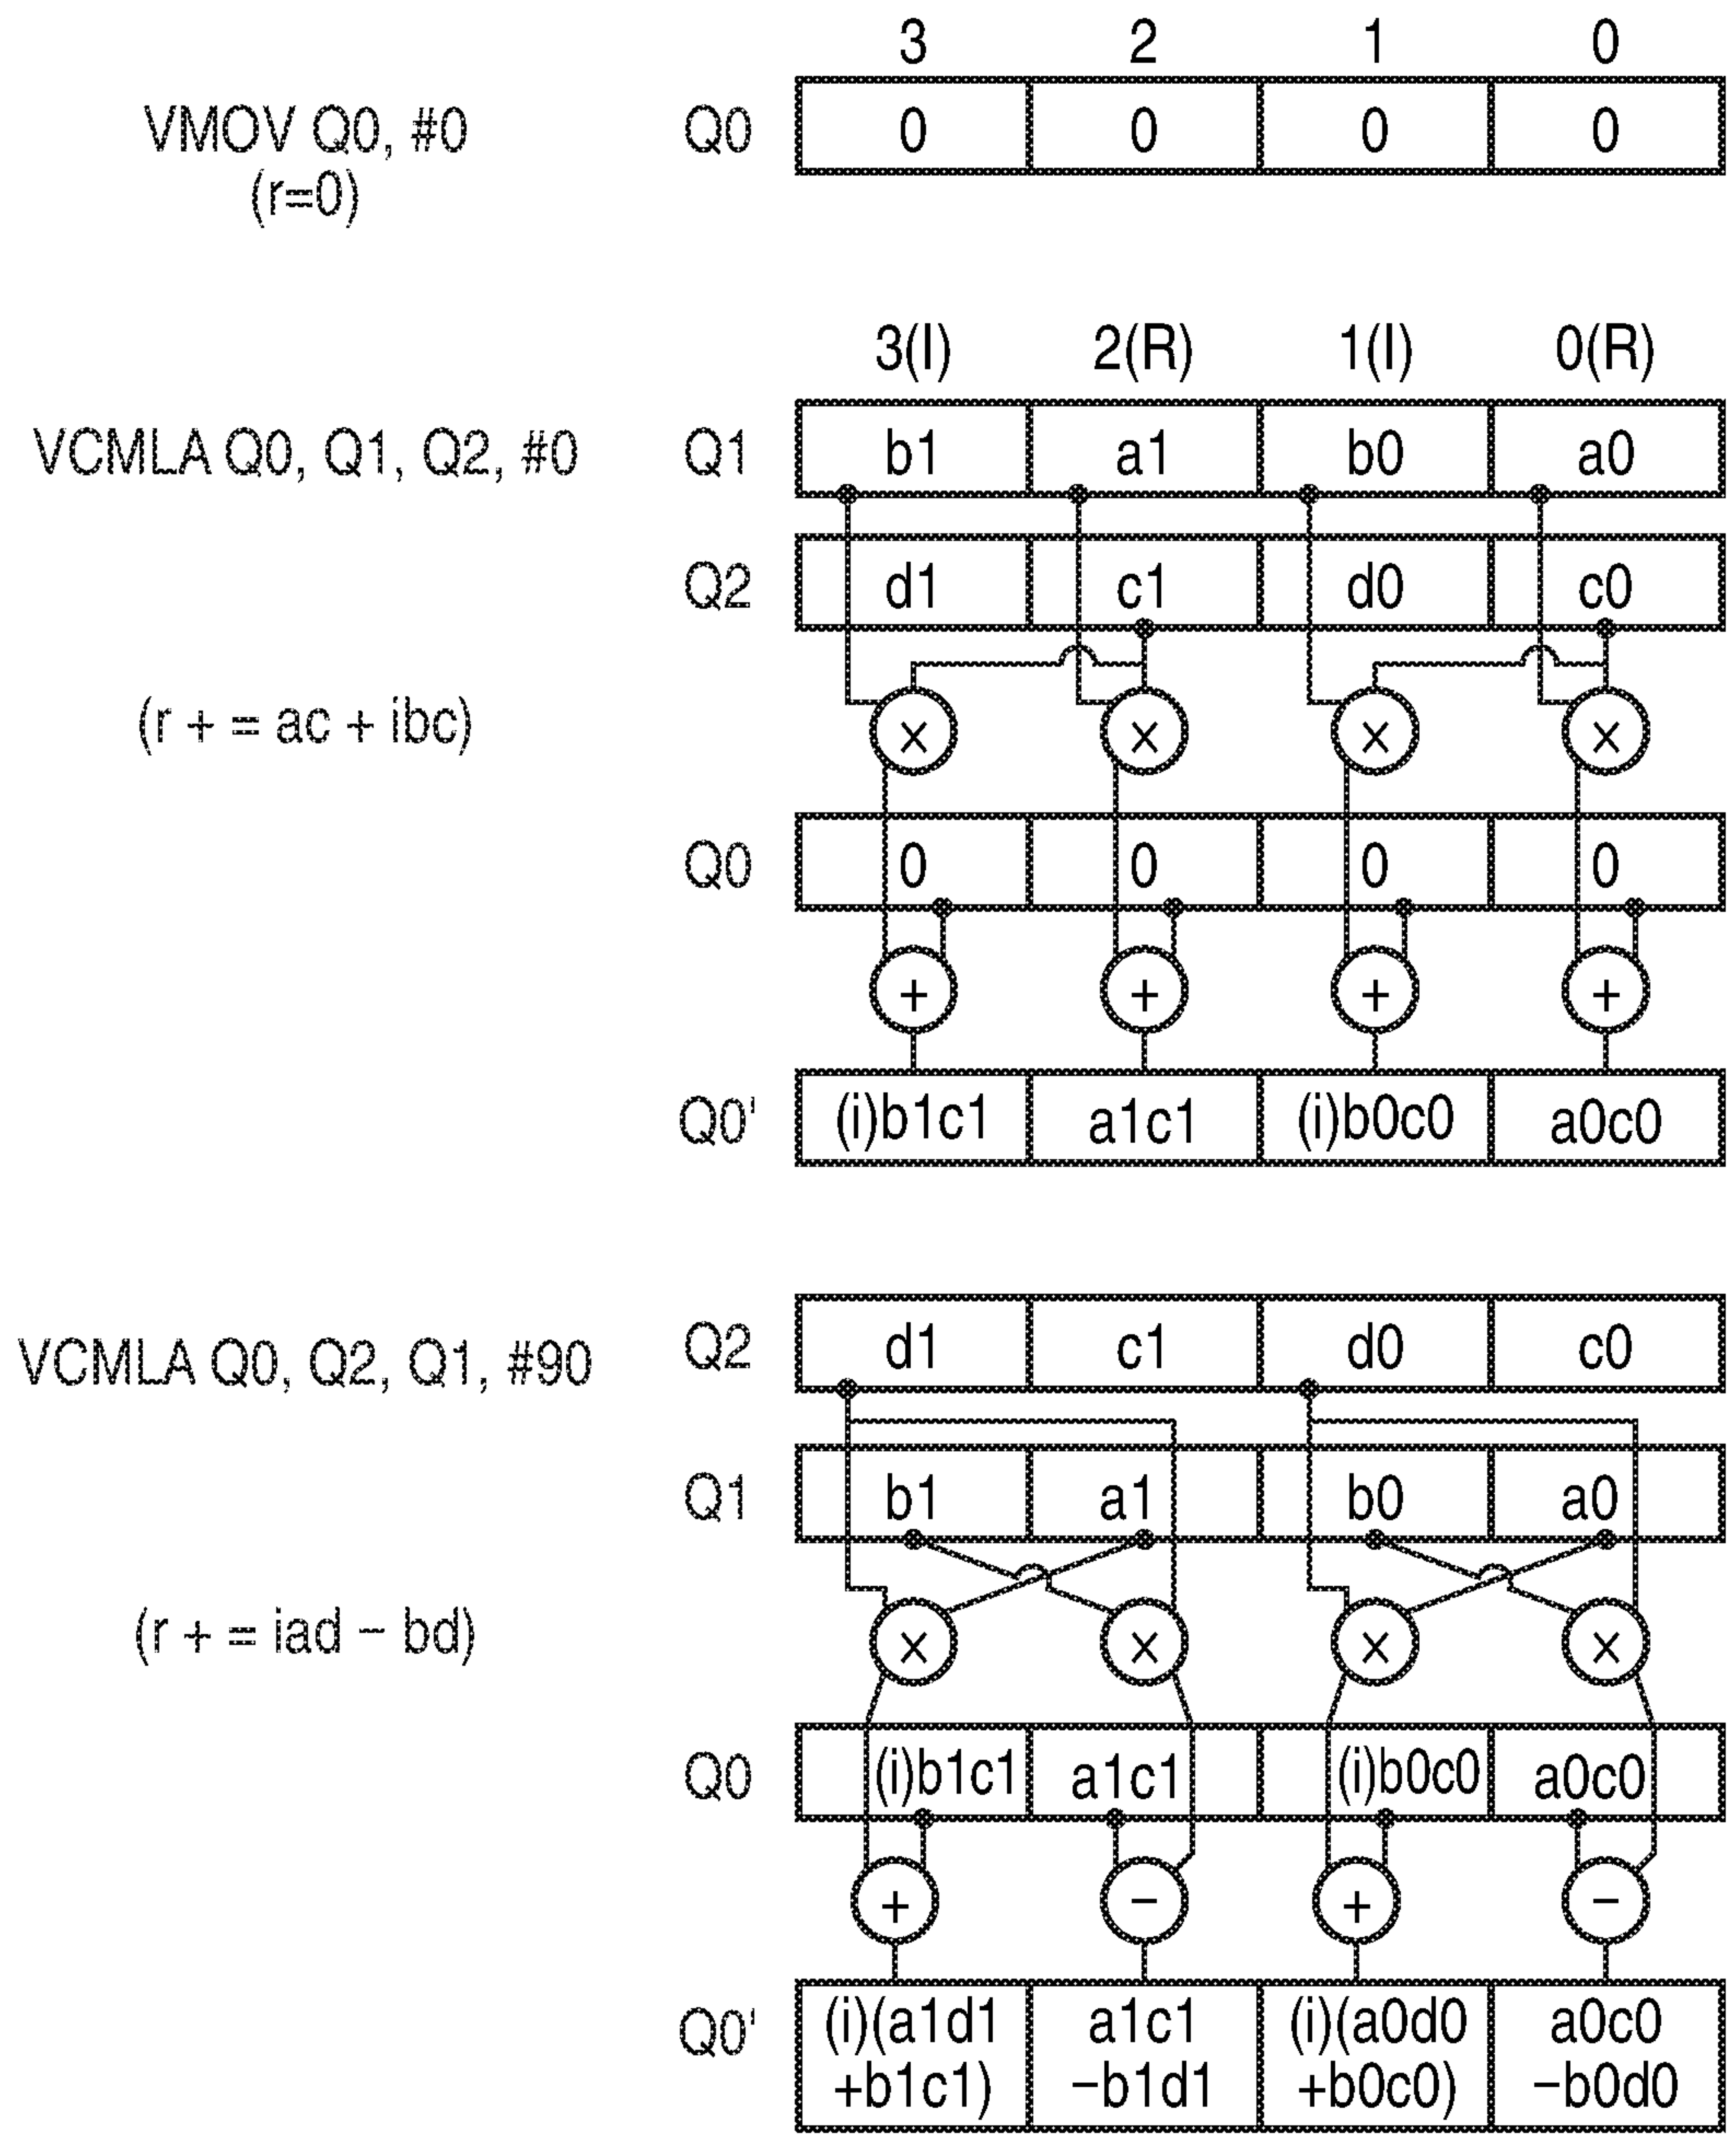 3 2 1 0
VMOV Q0, #0 Q0 0 0 0 0
(r=0)
3(I) 2(R) 1(I) 0(R)
VCMLA Q0, Q1, Q2, #0 Q1 b1 a1 b0 a0
Q2 d1 c1 d0 c0
(r + = ac + ibc) × × × ×
Q0 0 0 0 0
+ + + +
Q0' (i)b1c1 a1c1 (i)b0c0 a0c0
VCMLA Q0, Q2, Q1, #90 Q2 d1 c1 d0 c0
Q1 b1 a1 b0 a0
(r + = iad − bd) × × × ×
Q0 (i)b1c1 a1c1 (i)b0c0 a0c0
+ − + −
Q0' (i)(a1d1 a1c1 (i)(a0d0 a0c0
+b1c1) −b1d1 +b0c0) −b0d0